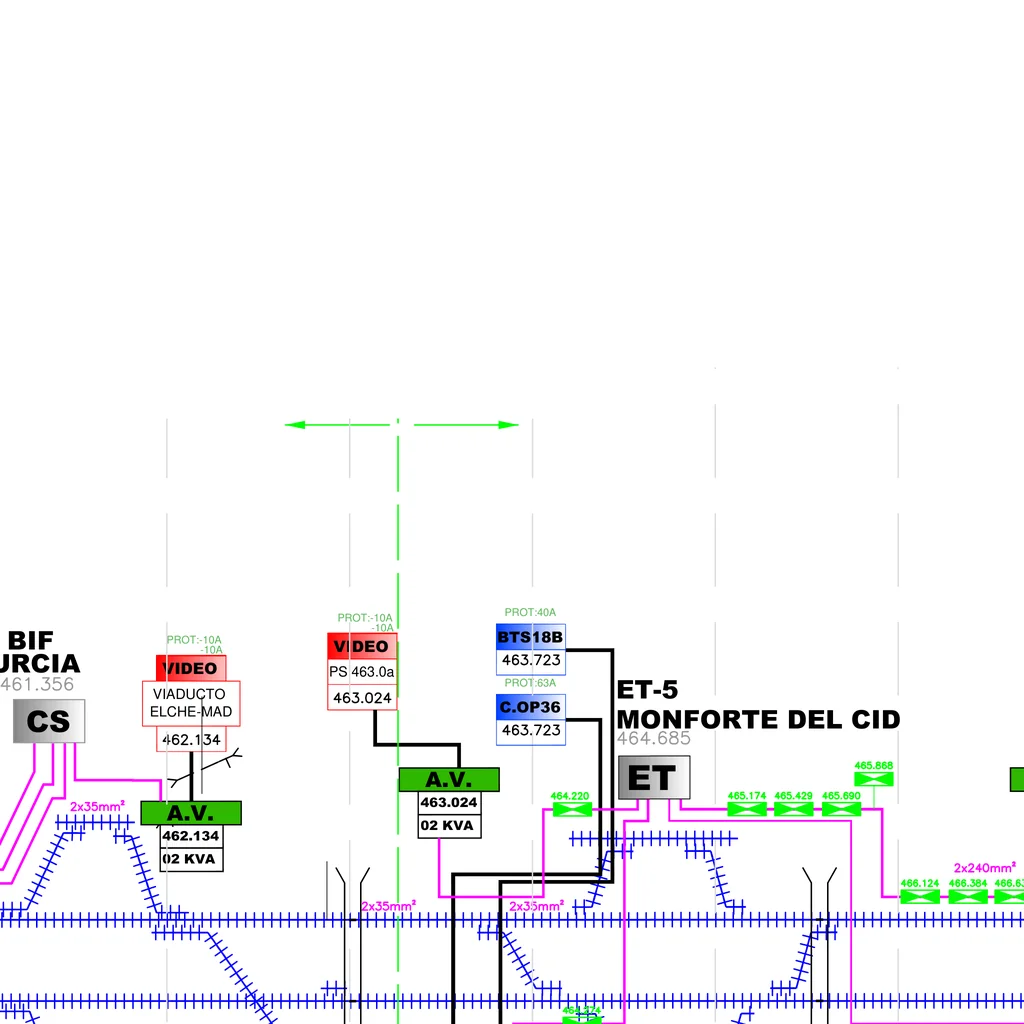 BIF
URCIA
461.356
CS
PROT:-10A
-10A
VIDEO
VIADUCTO
ELCHE-MAD
462.134
A.V.
462.134
02 KVA
2x35mm²
PROT:-10A
-10A
VIDEO
PS 463.0a
463.024
A.V.
463.024
02 KVA
PROT:40A
BTS18B
463.723
PROT:63A
C.OP36
463.723
ET-5
MONFORTE DEL CID
464.685
ET
464.220
465.174
465.429
465.690
465.868
2x240mm²
466.124
466.384
2x35mm²
2x35mm²